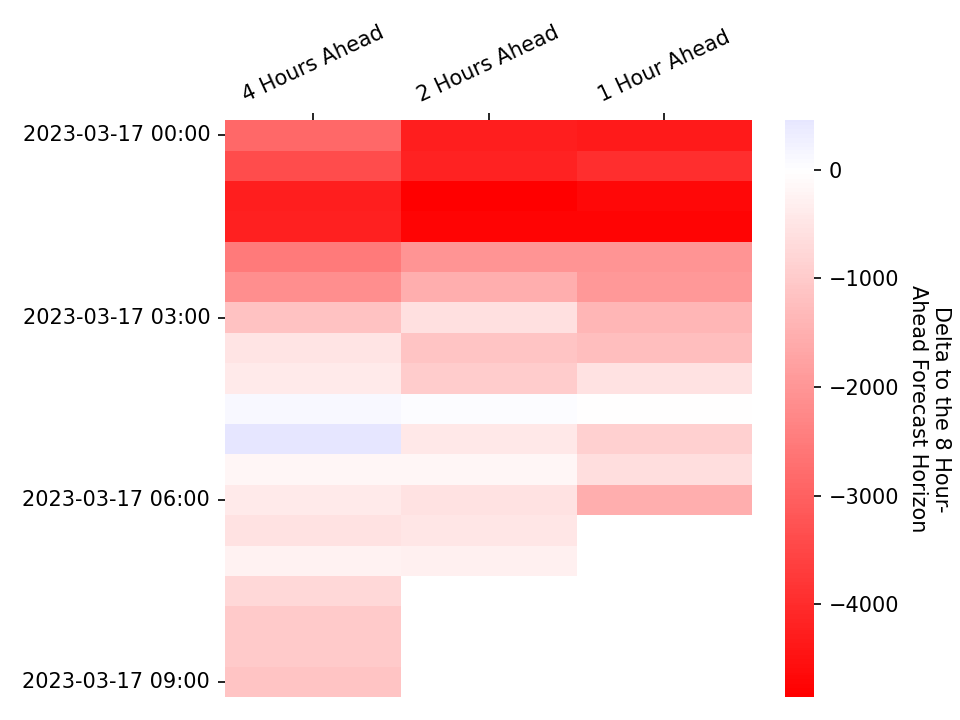 4 Hours Ahead
2 Hours Ahead
1 Hour Ahead
2023-03-17 00:00
2023-03-17 03:00
2023-03-17 06:00
2023-03-17 09:00
0
−1000
−2000
−3000
−4000
Delta to the 8 Hour-
Ahead Forecast Horizon